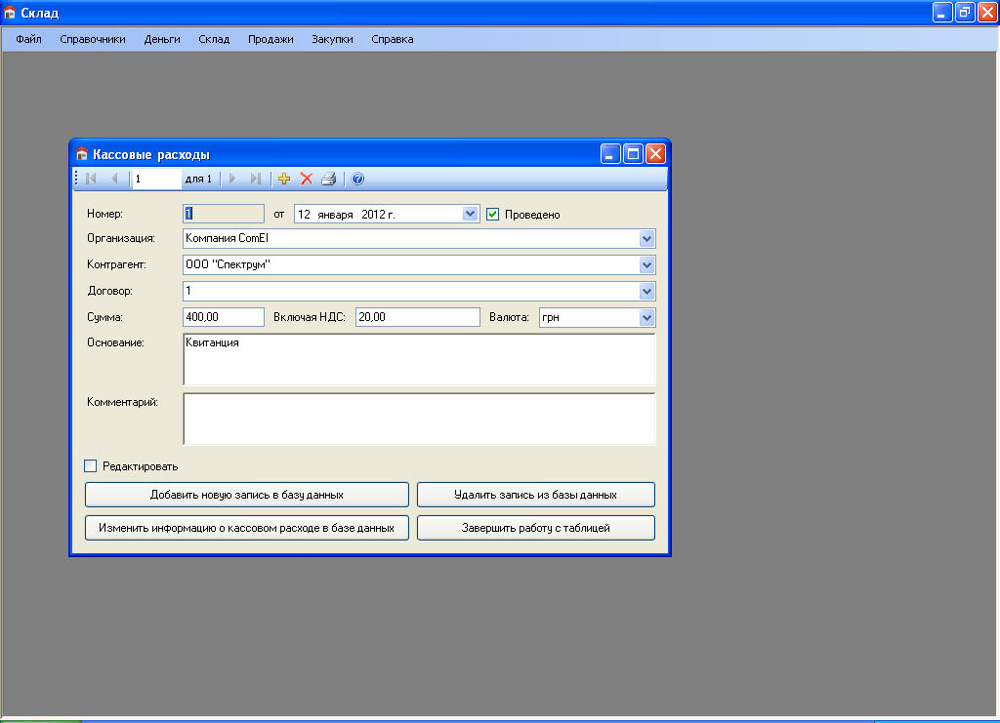 Склад
Файл Справочники Деньги Склад Продажи Закупки Справка
Кассовые расходы
1 для 1
Номер: 1 от 12 января 2012 г. Проведено
Организация: Компания ComEl
Контрагент: ООО "Спектрум"
Договор: 1
Сумма: 400,00 Включая НДС: 20,00 Валюта: грн
Основание: Квитанция
Комментарий:
Редактировать
Добавить новую запись в базу данных Удалить запись из базы данных
Изменить информацию о кассовом расходе в базе данных Завершить работу с таблицей